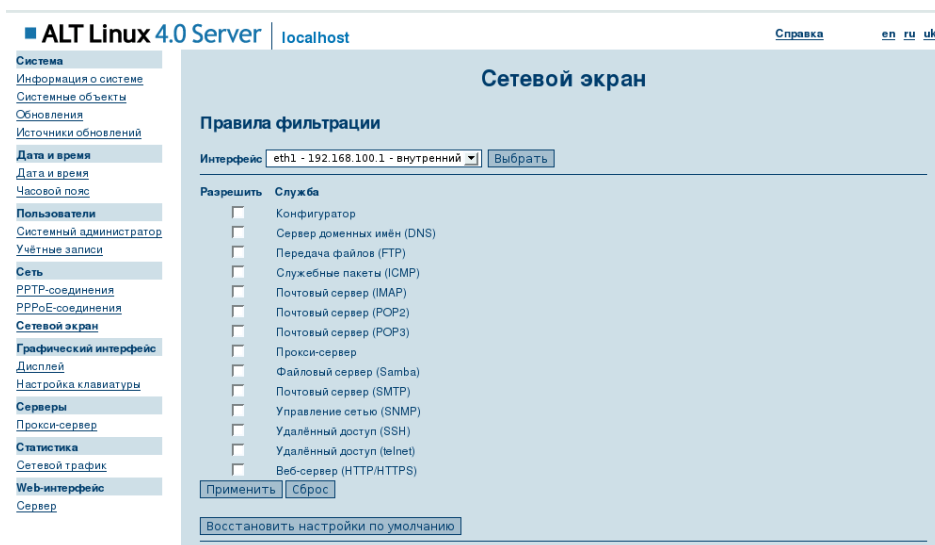 ALT Linux 4.0 Server localhost
Справка en ru uk
Система
Информация о системе
Системные объекты
Обновления
Источники обновлений
Дата и время
Дата и время
Часовой пояс
Пользователи
Системный администратор
Учётные записи
Сеть
PPTP-соединения
PPPoE-соединения
Сетевой экран
Графический интерфейс
Дисплей
Настройка клавиатуры
Серверы
Прокси-сервер
Статистика
Сетевой трафик
Web-интерфейс
Сервер
Сетевой экран
Правила фильтрации
Интерфейс eth1 - 192.168.100.1 - внутренний Выбрать
Разрешить Служба
Конфигуратор
Сервер доменных имён (DNS)
Передача файлов (FTP)
Служебные пакеты (ICMP)
Почтовый сервер (IMAP)
Почтовый сервер (POP2)
Почтовый сервер (POP3)
Прокси-сервер
Файловый сервер (Samba)
Почтовый сервер (SMTP)
Управление сетью (SNMP)
Удалённый доступ (SSH)
Удалённый доступ (telnet)
Веб-сервер (HTTP/HTTPS)
Применить Сброс
Восстановить настройки по умолчанию